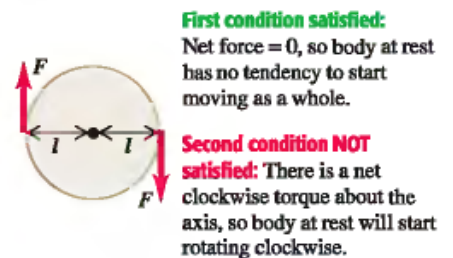 First condition satisfied:
Net force = 0, so body at rest
has no tendency to start
moving as a whole.
F
l
l
F
Second condition NOT
satisfied: There is a net
clockwise torque about the
axis, so body at rest will start
rotating clockwise.